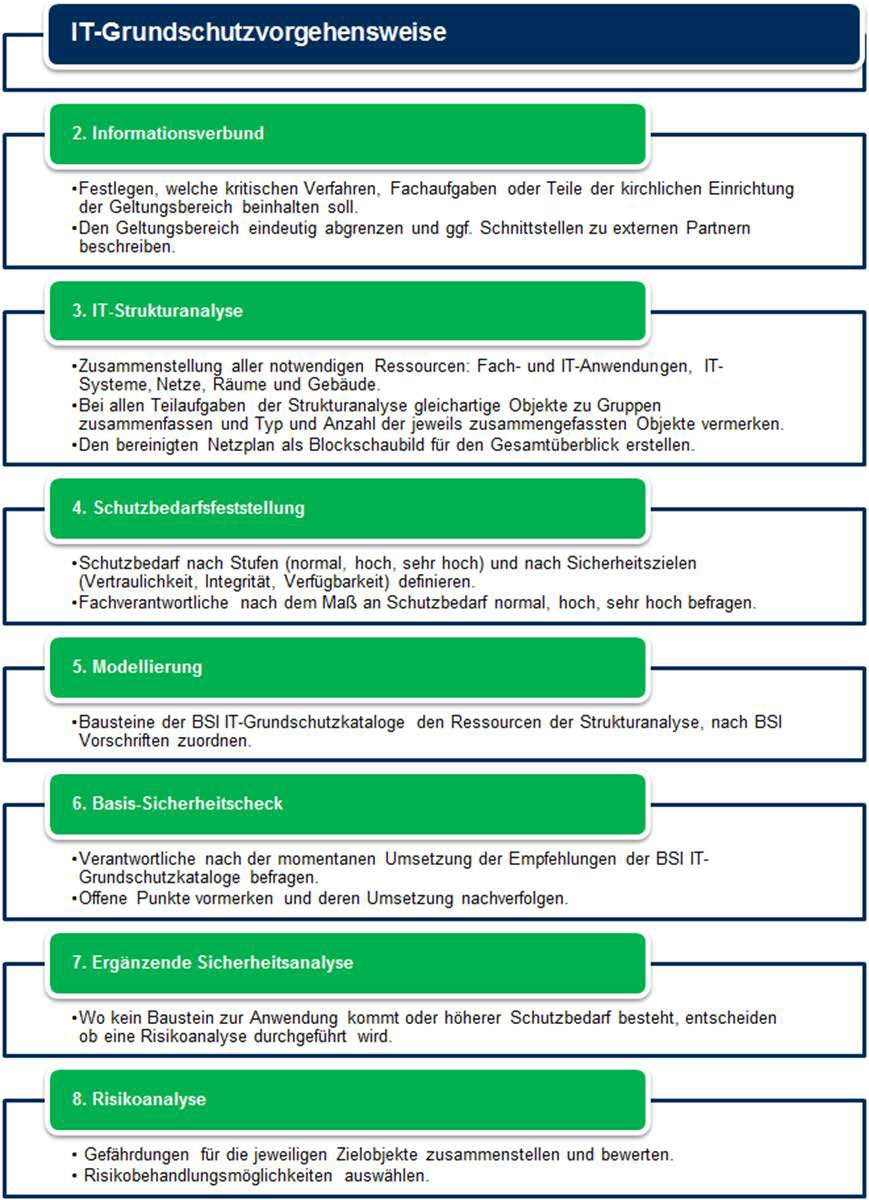 IT-Grundschutzvorgehensweise
2. Informationsverbund
•Festlegen, welche kritischen Verfahren, Fachaufgaben oder Teile der kirchlichen Einrichtung
der Geltungsbereich beinhalten soll.
•Den Geltungsbereich eindeutig abgrenzen und ggf. Schnittstellen zu externen Partnern
beschreiben.
3. IT-Strukturanalyse
•Zusammenstellung aller notwendigen Ressourcen: Fach- und IT-Anwendungen, IT-
Systeme, Netze, Räume und Gebäude.
•Bei allen Teilaufgaben der Strukturanalyse gleichartige Objekte zu Gruppen
zusammenfassen und Typ und Anzahl der jeweils zusammengefassten Objekte vermerken.
•Den bereinigten Netzplan als Blockschaubild für den Gesamtüberblick erstellen.
4. Schutzbedarfsfeststellung
•Schutzbedarf nach Stufen (normal, hoch, sehr hoch) und nach Sicherheitszielen
(Vertraulichkeit, Integrität, Verfügbarkeit) definieren.
•Fachverantwortliche nach dem Maß an Schutzbedarf normal, hoch, sehr hoch befragen.
5. Modellierung
•Bausteine der BSI IT-Grundschutzkataloge den Ressourcen der Strukturanalyse, nach BSI
Vorschriften zuordnen.
6. Basis-Sicherheitscheck
•Verantwortliche nach der momentanen Umsetzung der Empfehlungen der BSI IT-
Grundschutzkataloge befragen.
•Offene Punkte vormerken und deren Umsetzung nachverfolgen.
7. Ergänzende Sicherheitsanalyse
•Wo kein Baustein zur Anwendung kommt oder höherer Schutzbedarf besteht, entscheiden
ob eine Risikoanalyse durchgeführt wird.
8. Risikoanalyse
• Gefährdungen für die jeweiligen Zielobjekte zusammenstellen und bewerten.
• Risikobehandlungsmöglichkeiten auswählen.